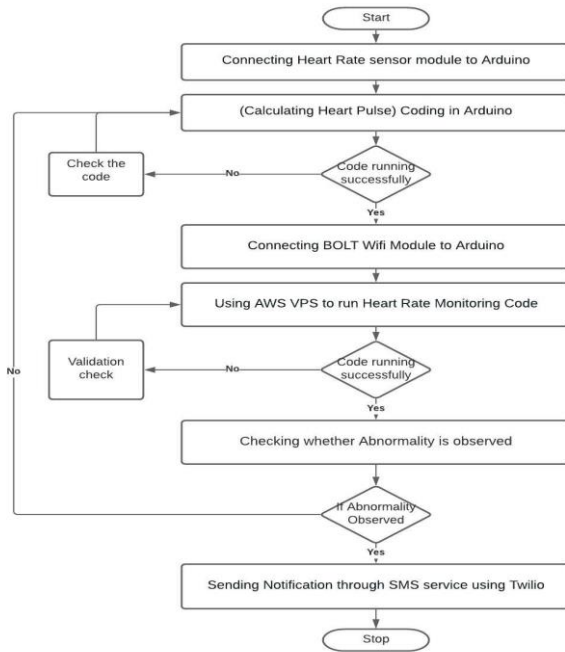 Start
Connecting Heart Rate sensor module to Arduino
(Calculating Heart Pulse) Coding in Arduino
Check the
code
No
Code running
successfully
Yes
Connecting BOLT Wifi Module to Arduino
Using AWS VPS to run Heart Rate Monitoring Code
Validation
check
No
Code running
successfully
No
Yes
Checking whether Abnormality is observed
If Abnormality
Observed
Yes
Sending Notification through SMS service using Twilio
Stop